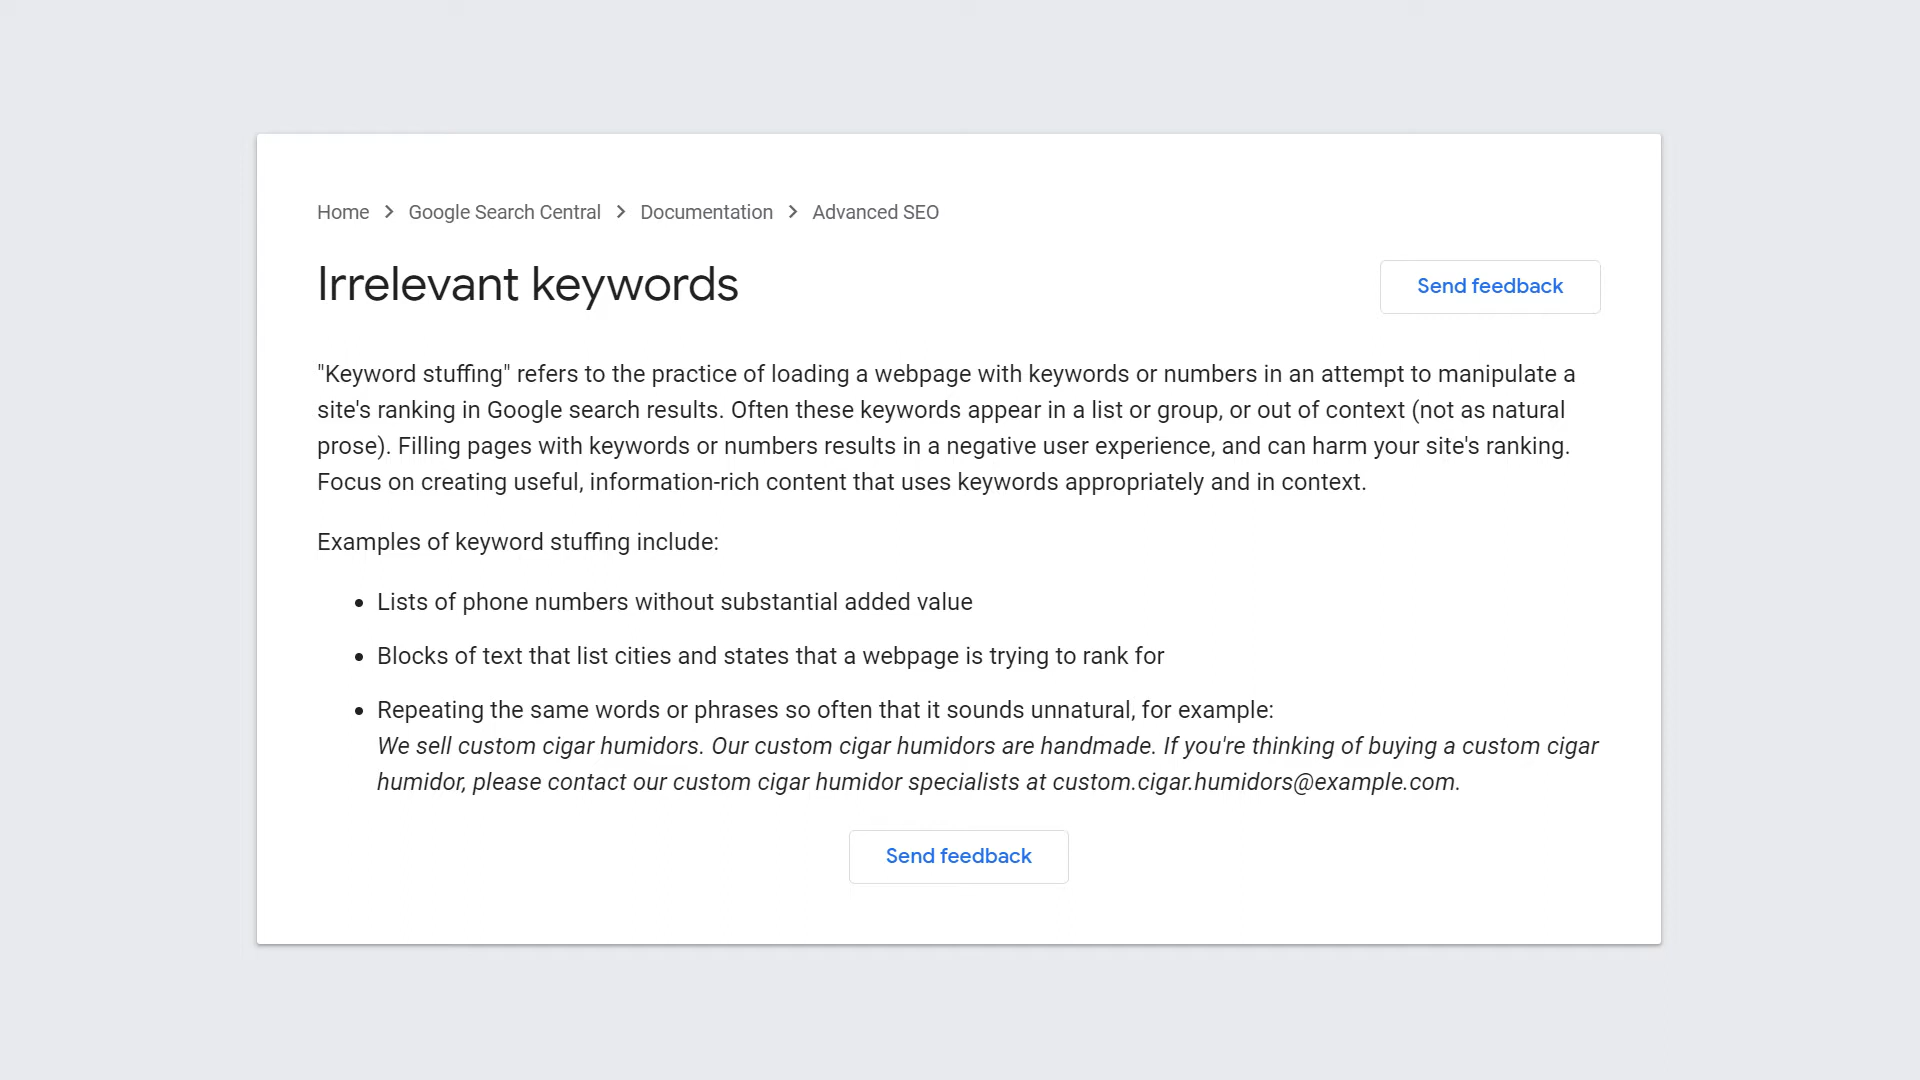 Home > Google Search Central > Documentation > Advanced SEO
Irrelevant keywords
Send feedback
"Keyword stuffing" refers to the practice of loading a webpage with keywords or numbers in an attempt to manipulate a
site's ranking in Google search results. Often these keywords appear in a list or group, or out of context (not as natural
prose). Filling pages with keywords or numbers results in a negative user experience, and can harm your site's ranking.
Focus on creating useful, information-rich content that uses keywords appropriately and in context.
Examples of keyword stuffing include:
• Lists of phone numbers without substantial added value
• Blocks of text that list cities and states that a webpage is trying to rank for
• Repeating the same words or phrases so often that it sounds unnatural, for example:
We sell custom cigar humidors. Our custom cigar humidors are handmade. If you're thinking of buying a custom cigar
humidor, please contact our custom cigar humidor specialists at custom.cigar.humidors@example.com.
Send feedback